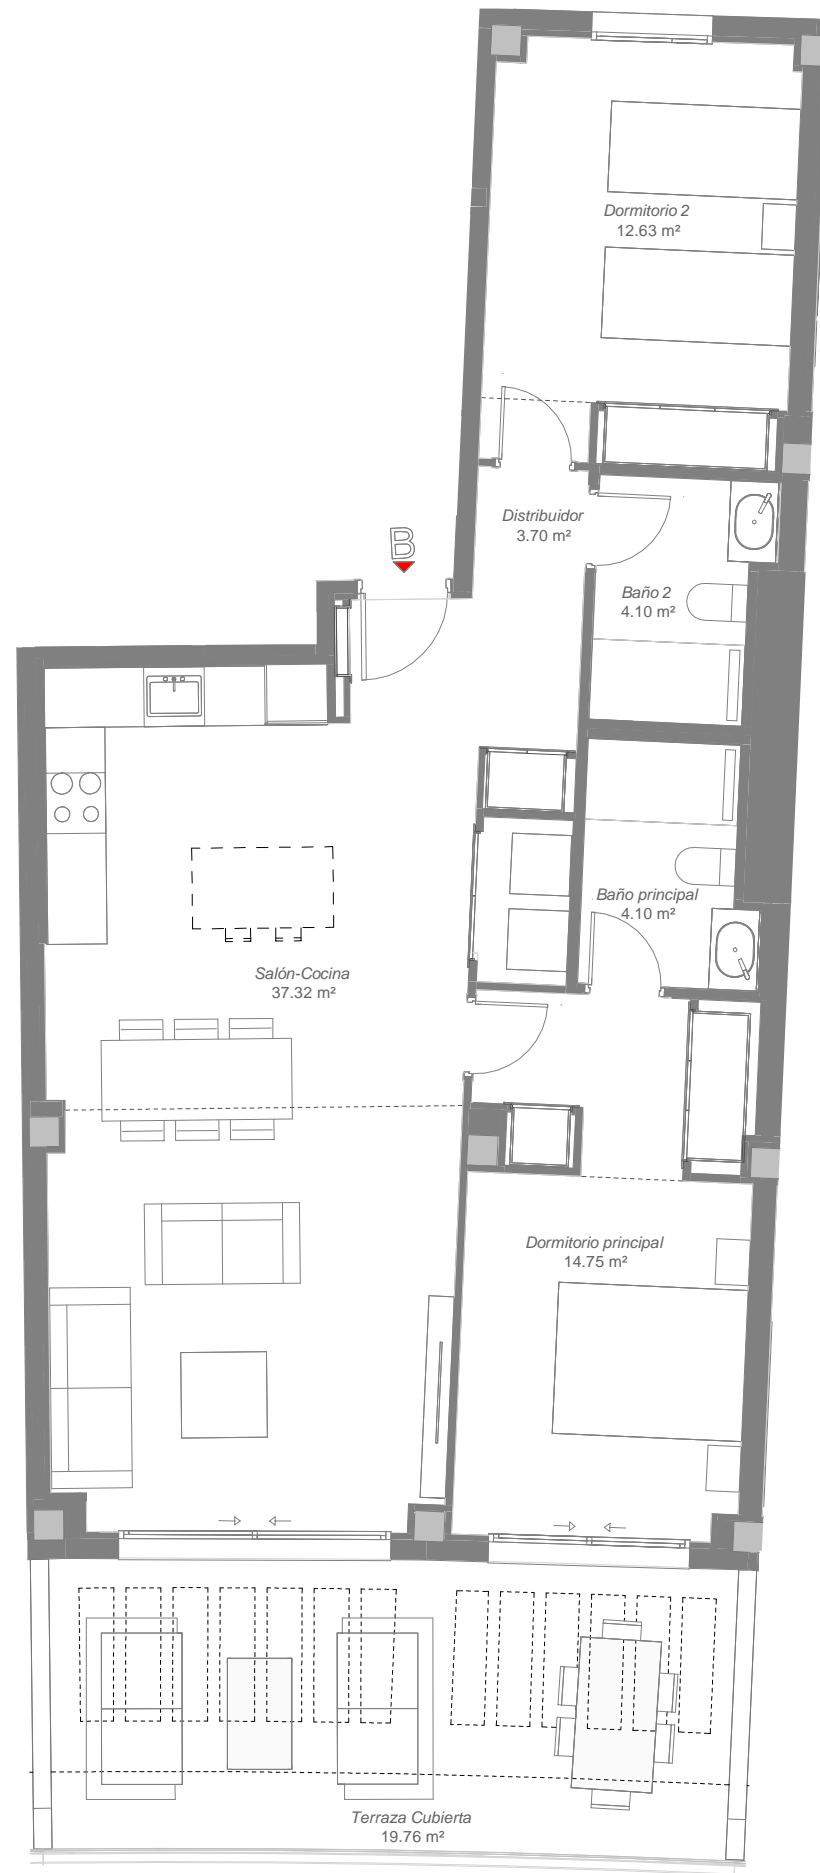 Dormitorio 2
12.63 m²
Distribuidor
3.70 m²
B
Baño 2
4.10 m²
Baño principal
4.10 m²
Salón-Cocina
37.32 m²
Dormitorio principal
14.75 m²
Terraza Cubierta
19.76 m²